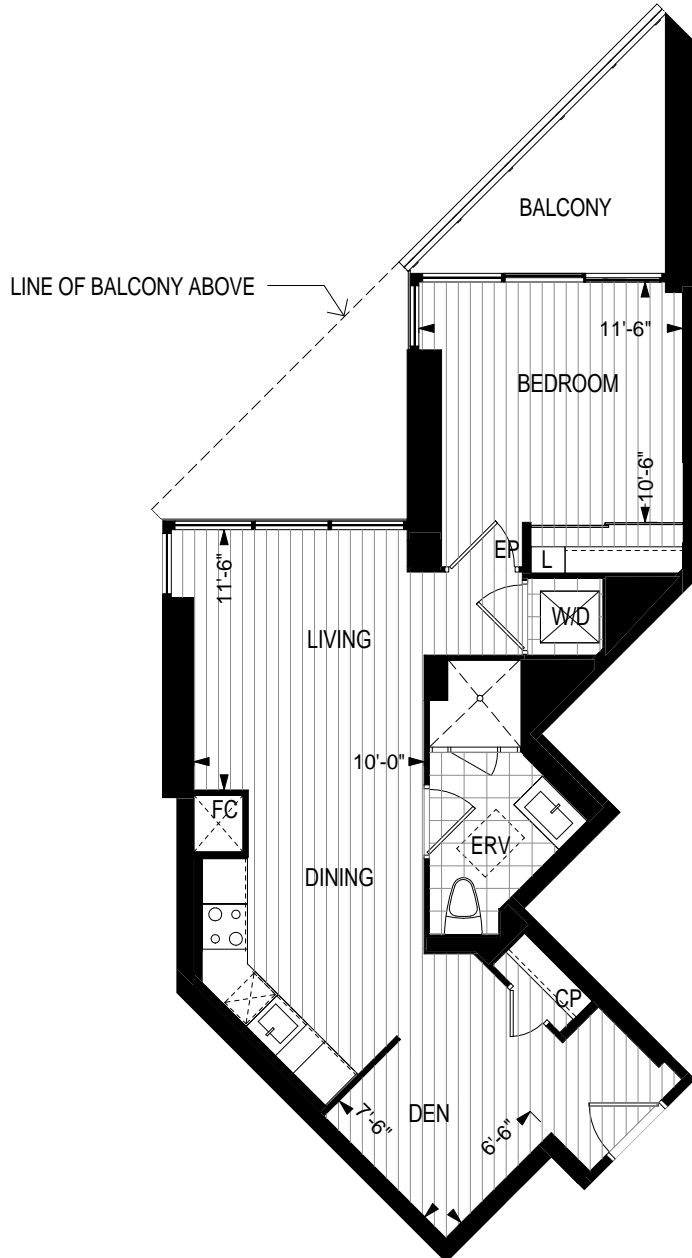 BALCONY
LINE OF BALCONY ABOVE
11'-6"
BEDROOM
10'-6"
EP
L
11'-6"
W/D
LIVING
10'-0"
FC
ERV
DINING
CP
7'-6"
DEN
6'-6"